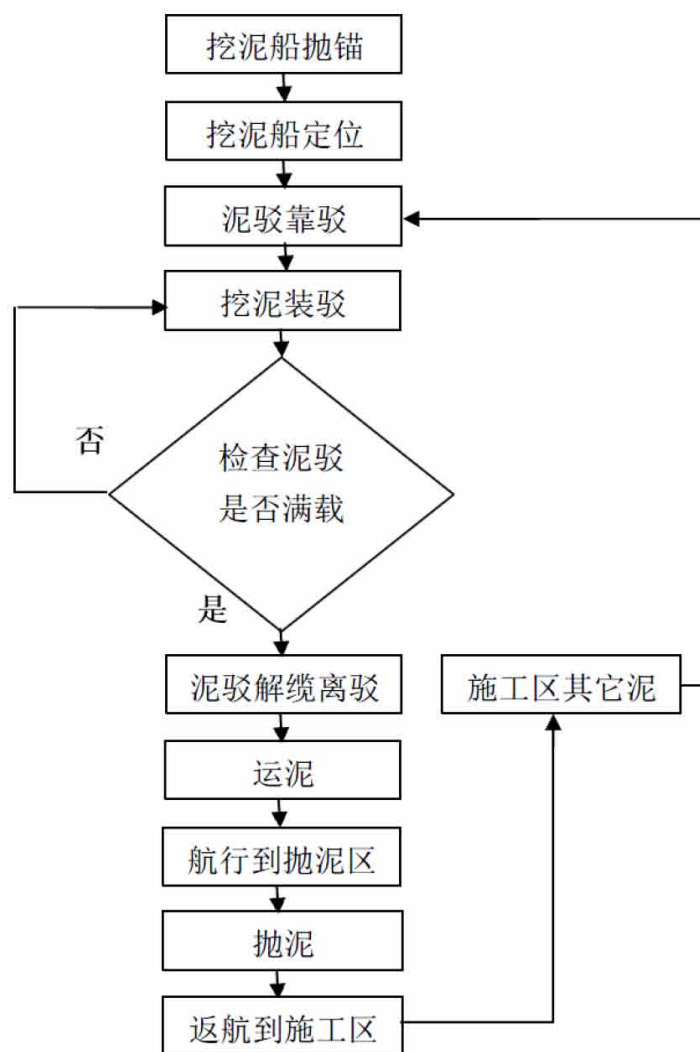 挖泥船抛锚
挖泥船定位
泥驳靠驳
挖泥装驳
否
检查泥驳
是否满载
是
泥驳解缆离驳
施工区其它泥
运泥
航行到抛泥区
抛泥
返航到施工区